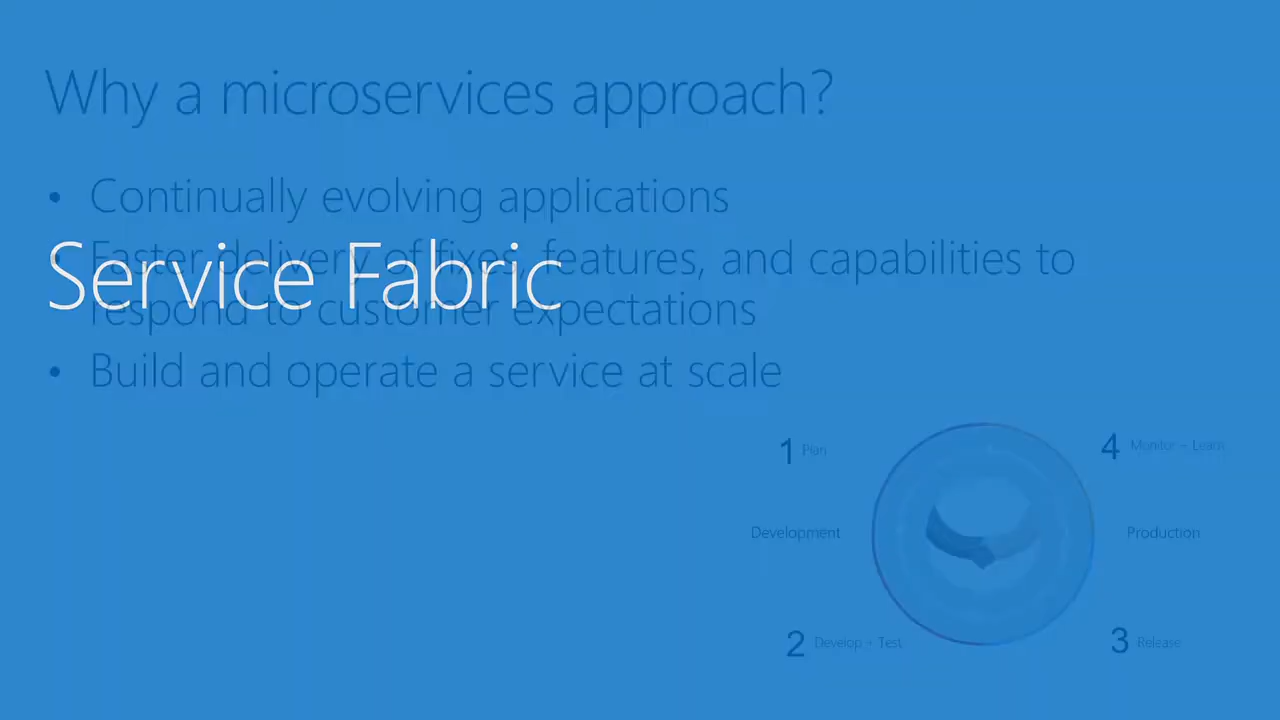 Why a microservices approach?
• Continually evolving applications
• Faster delivery of fixes, features, and capabilities to
Service Fabric
respond to customer expectations
• Build and operate a service at scale
1 Plan
4 Monitor + Learn
Development
Production
2 Develop + Test
3 Release